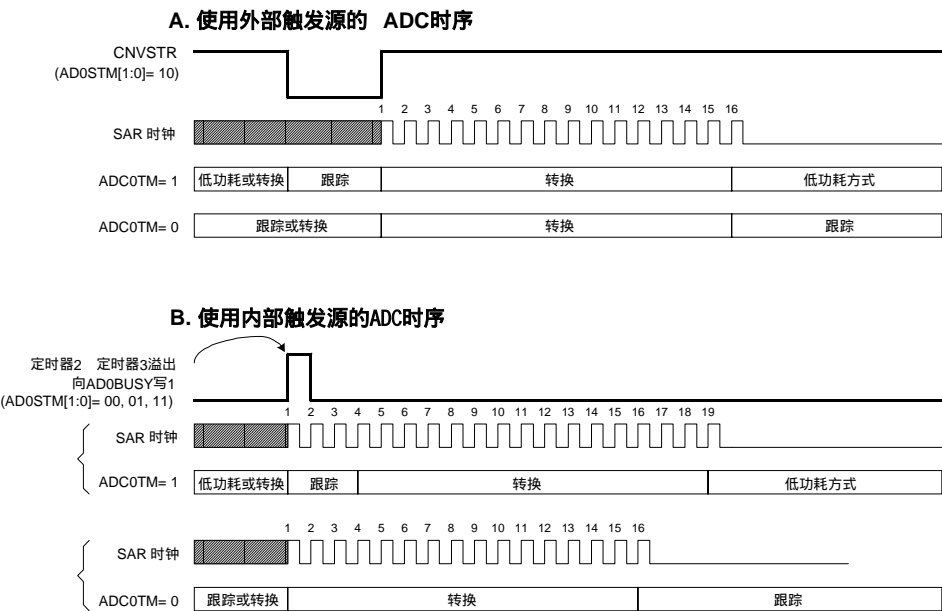 A. 使用外部触发源的 ADC时序
CNVSTR
(AD0STM[1:0]= 10)
1 2 3 4 5 6 7 8 9 10 11 12 13 14 15 16
SAR 时钟
ADC0TM= 1 低功耗或转换 跟踪 转换 低功耗方式
ADC0TM= 0 跟踪或转换 转换 跟踪
B. 使用内部触发源的ADC时序
定时器2 定时器3溢出
向AD0BUSY写1
(AD0STM[1:0]= 00, 01, 11)
1 2 3 4 5 6 7 8 9 10 11 12 13 14 15 16 17 18 19
SAR 时钟
ADC0TM= 1 低功耗或转换 跟踪 转换 低功耗方式
1 2 3 4 5 6 7 8 9 10 11 12 13 14 15 16
SAR 时钟
ADC0TM= 0 跟踪或转换 转换 跟踪